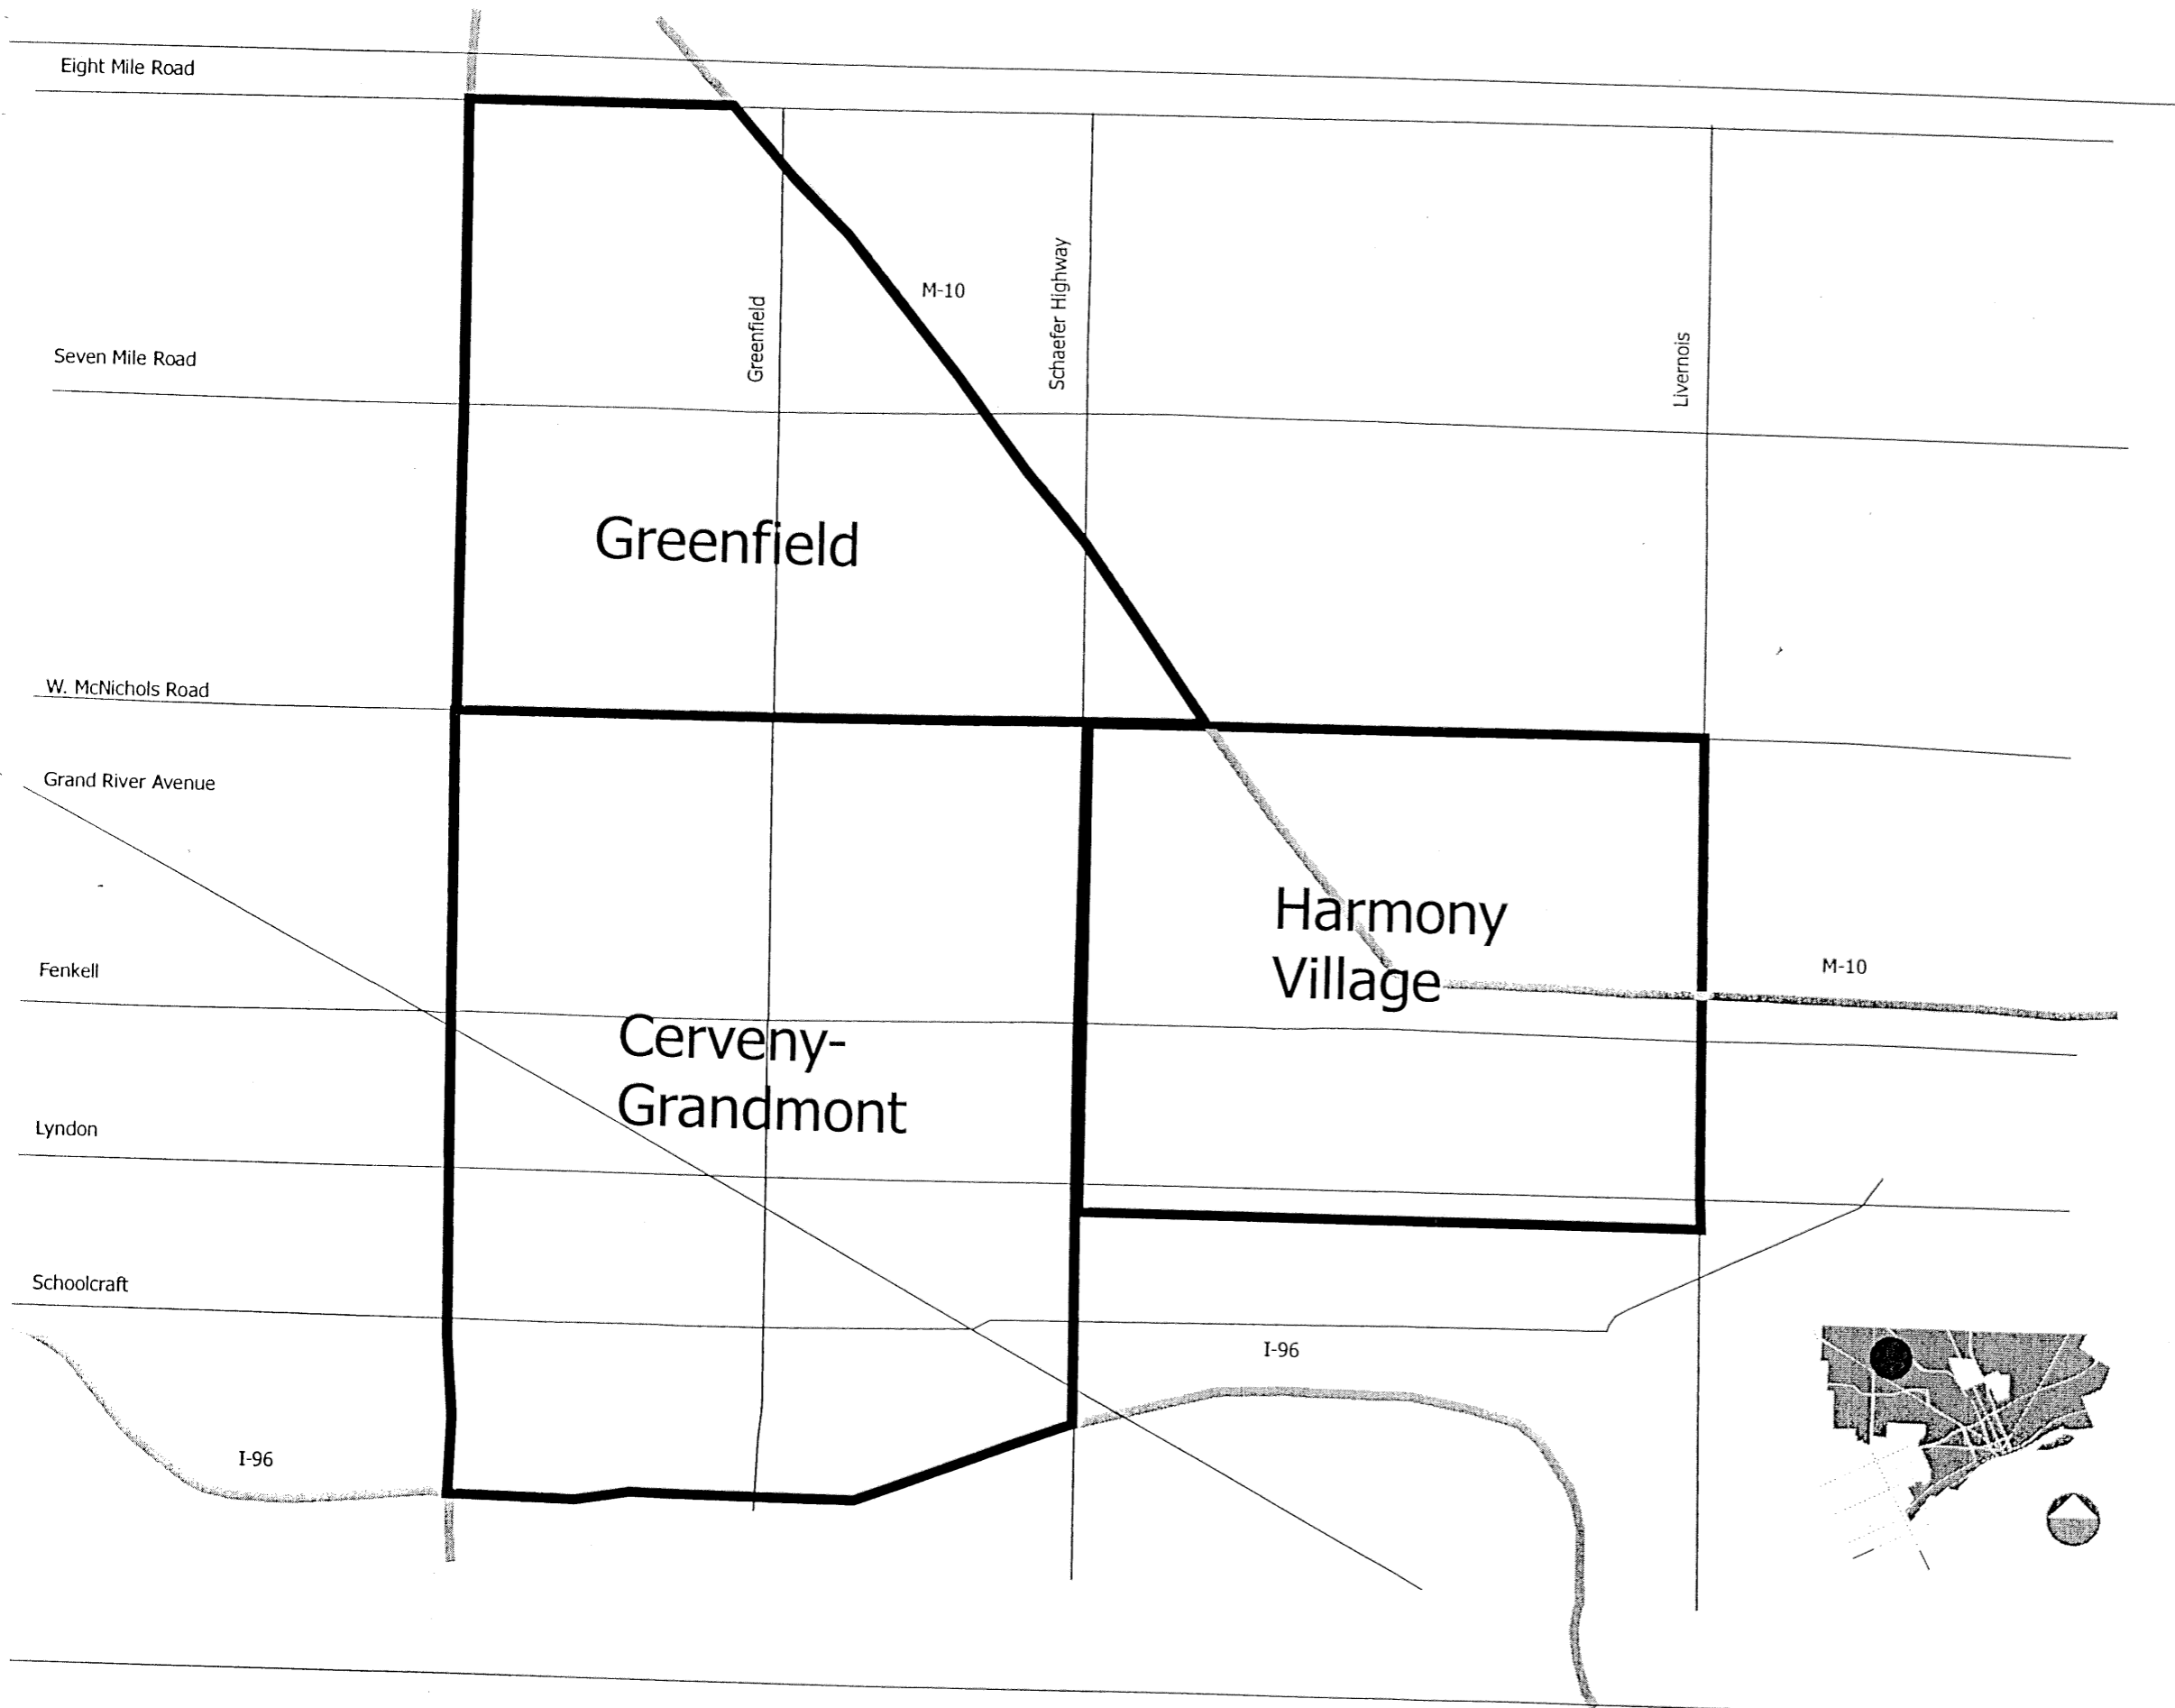 Eight Mile Road
M-10
Greenfield
Schaefer Highway
Livernois
Seven Mile Road
Greenfield
W. McNichols Road
Grand River Avenue
Harmony
Village
M-10
Fenkell
Cerveny-
Grandmont
Lyndon
Schoolcraft
I-96
I-96